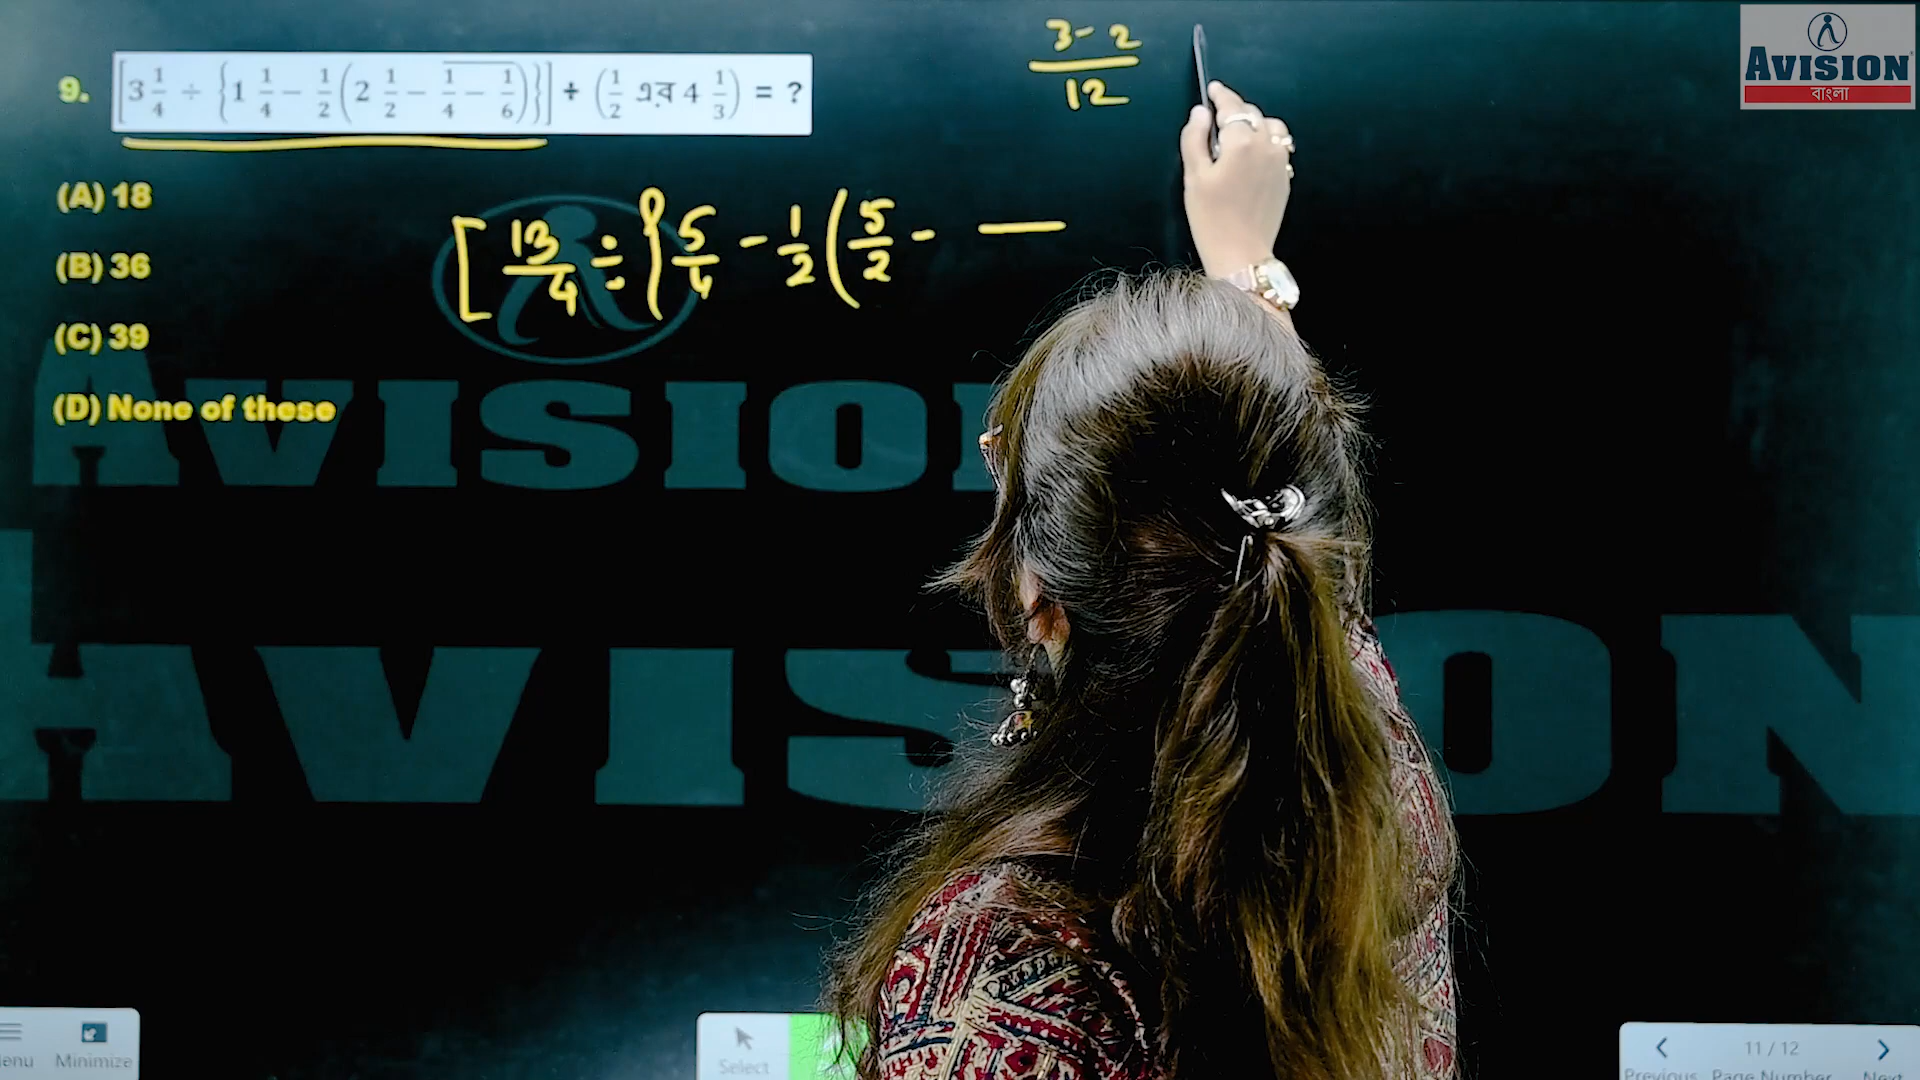 AVISION
বাংলা
9. [3 1/4 ÷ {1 1/4 − 1/2 (2 1/2 − 1/4 − 1/6)}] ÷ (1/2 এর 4 1/3) = ?
3 - 2
12
(A) 18
(B) 36
(C) 39
(D) None of these
[ 13/4 ÷ { 5/4 - 1/2 ( 5/2 -
AVISION
AVISION
Minimize
Select
11 / 12
Previous Page Number Next